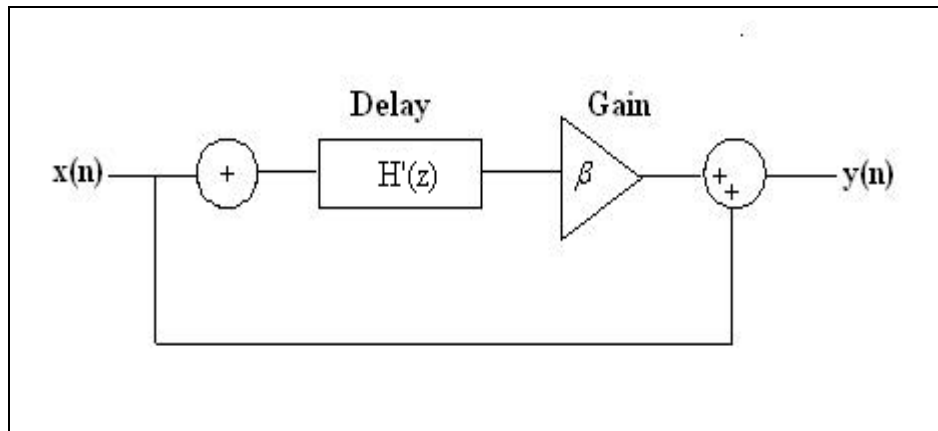 Delay Gain
x(n) + H'(z) β + + y(n)